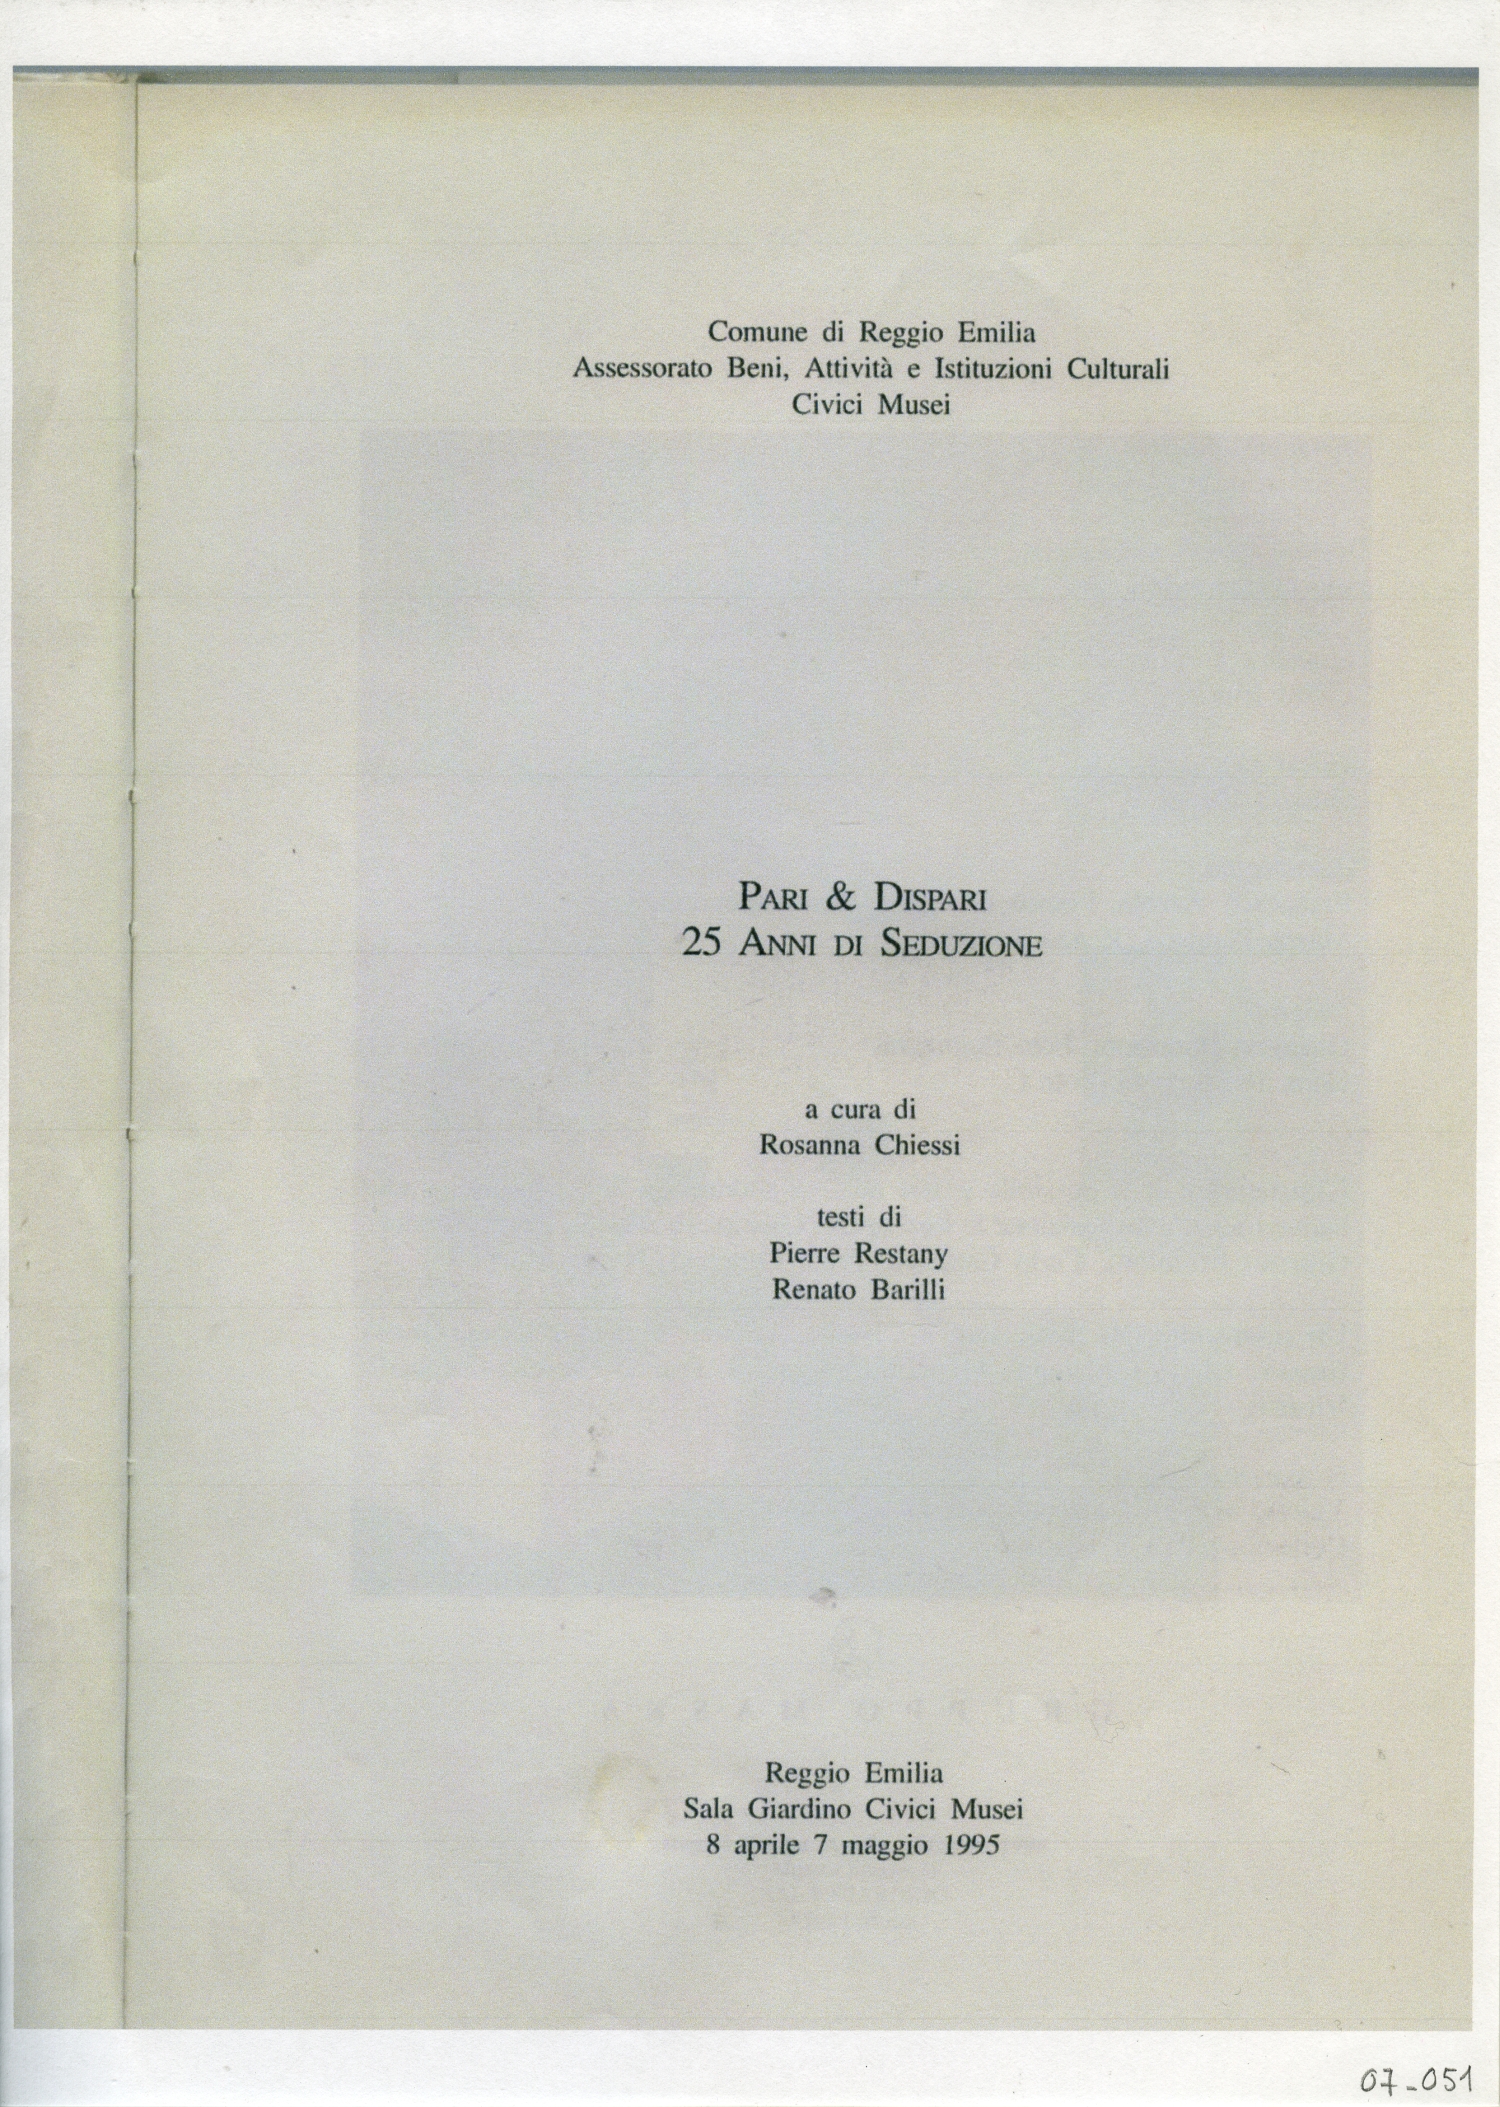 Comune di Reggio Emilia
Assessorato Beni, Attività e Istituzioni Culturali
Civici Musei
PARI & DISPARI
25 ANNI DI SEDUZIONE
a cura di
Rosanna Chiessi
testi di
Pierre Restany
Renato Barilli
Reggio Emilia
Sala Giardino Civici Musei
8 aprile 7 maggio 1995
07-051